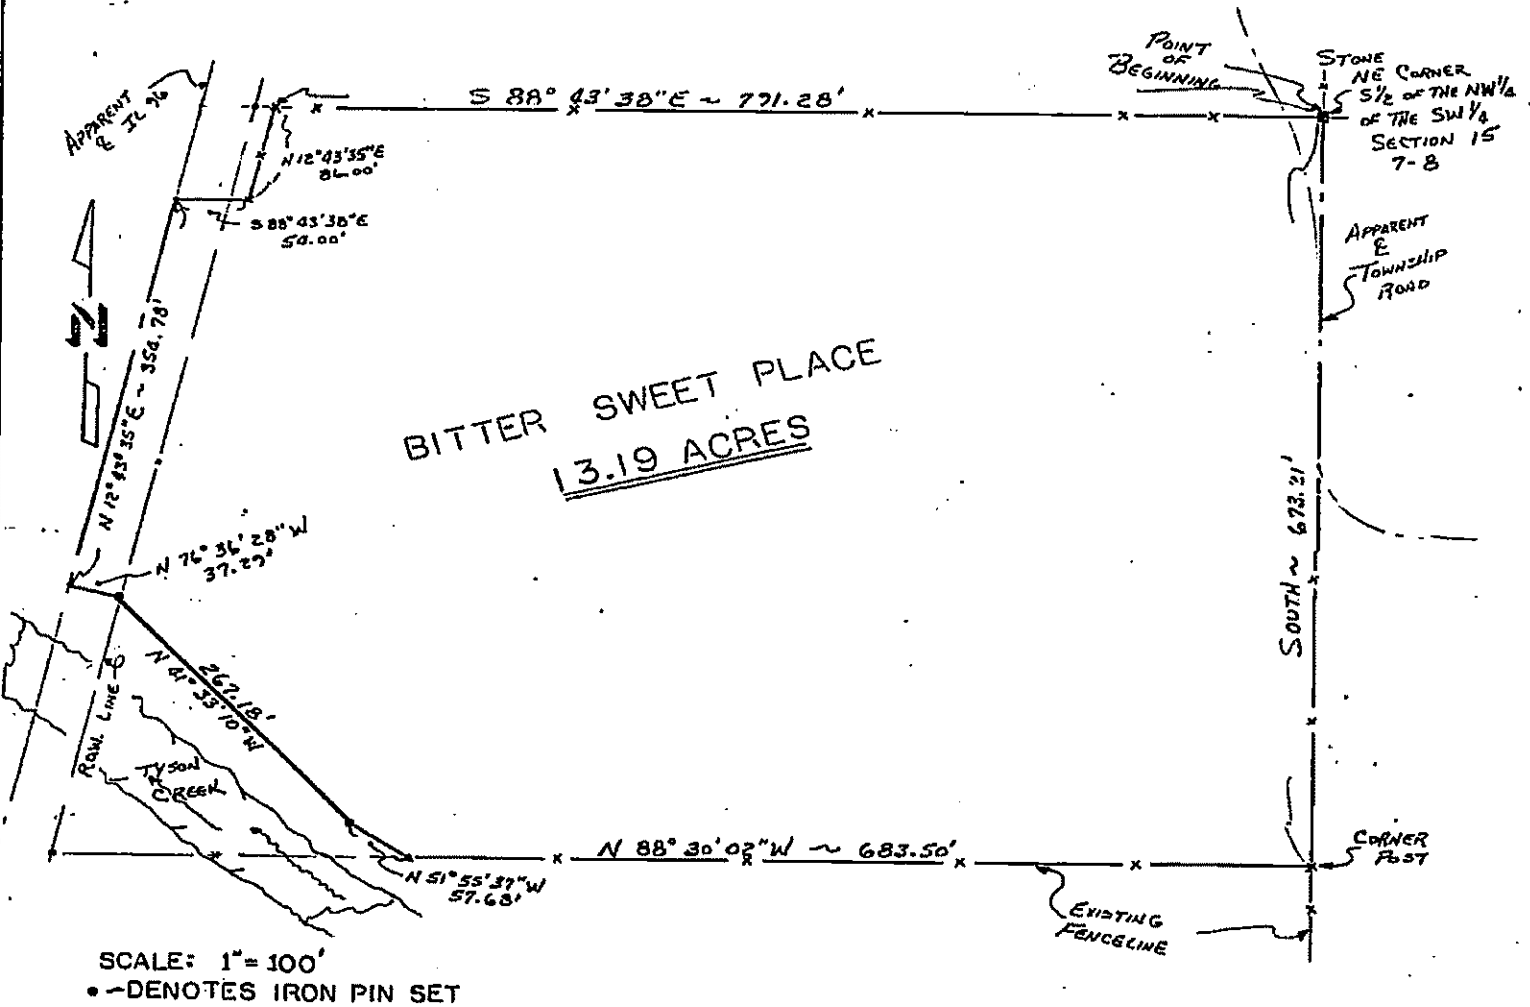 POINT
OF
BEGINNING
STONE
NE CORNER
S½ OF THE NW¼
OF THE SW¼
SECTION 15
7-8
APPARENT
℄ IL 96
S 88° 43' 38" E ~ 791.28'
N 12° 43' 35" E
86.00'
S 88° 43' 38" E
54.00'
APPARENT
℄
TOWNSHIP
ROAD
N
N 12° 43' 35" E ~ 354.78'
BITTER SWEET PLACE
13.19 ACRES
SOUTH ~ 673.21'
N 76° 36' 28" W
37.29'
267.18'
N 41° 33' 10" W
R.O.W. LINE
TYSON
CREEK
N 88° 30' 02" W ~ 683.50'
CORNER
POST
N 51° 55' 37" W
57.68'
EXISTING
FENCELINE
SCALE: 1" = 100'
• ~DENOTES IRON PIN SET